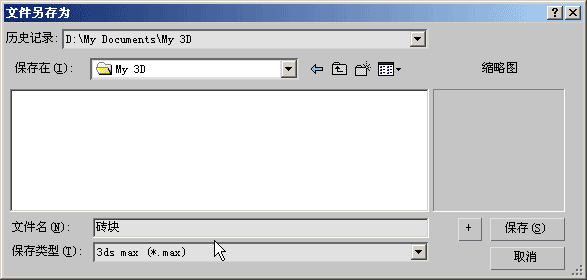 文件另存为
历史记录: D:\My Documents\My 3D
保存在(I): My 3D 缩略图
文件名(N): 砖块 + 保存(S)
保存类型(T): 3ds max (*.max) 取消